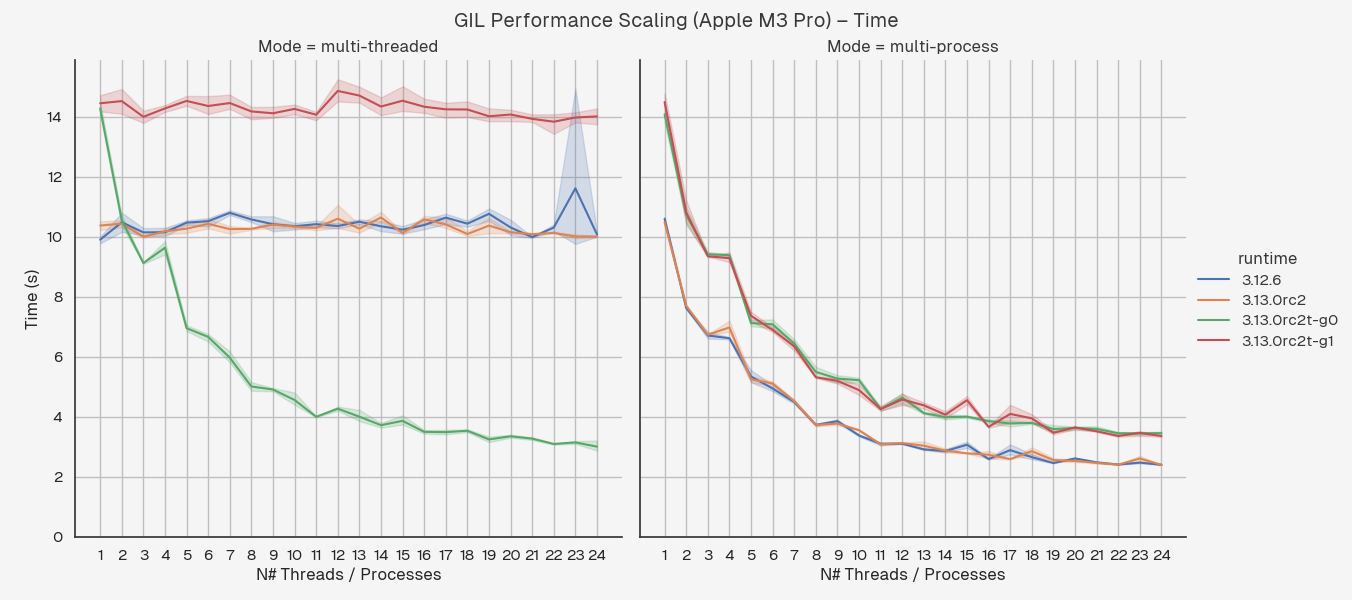 GIL Performance Scaling (Apple M3 Pro) – Time
Mode = multi-threaded
Mode = multi-process
Time (s)
14
12
10
8
6
4
2
0
1 2 3 4 5 6 7 8 9 10 11 12 13 14 15 16 17 18 19 20 21 22 23 24
N# Threads / Processes
1 2 3 4 5 6 7 8 9 10 11 12 13 14 15 16 17 18 19 20 21 22 23 24
N# Threads / Processes
runtime
3.12.6
3.13.0rc2
3.13.0rc2t-g0
3.13.0rc2t-g1